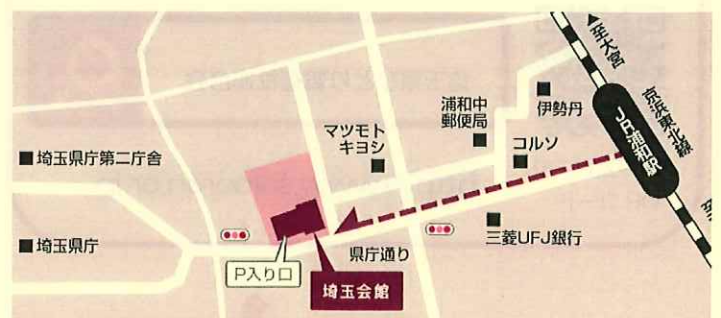 ▲至大宮
京浜東北線
JR浦和駅
伊勢丹
浦和中
郵便局
コルソ
マツモト
キヨシ
■埼玉県庁第二庁舎
■埼玉県庁
三菱UFJ銀行
県庁通り
P入り口
埼玉会館
至